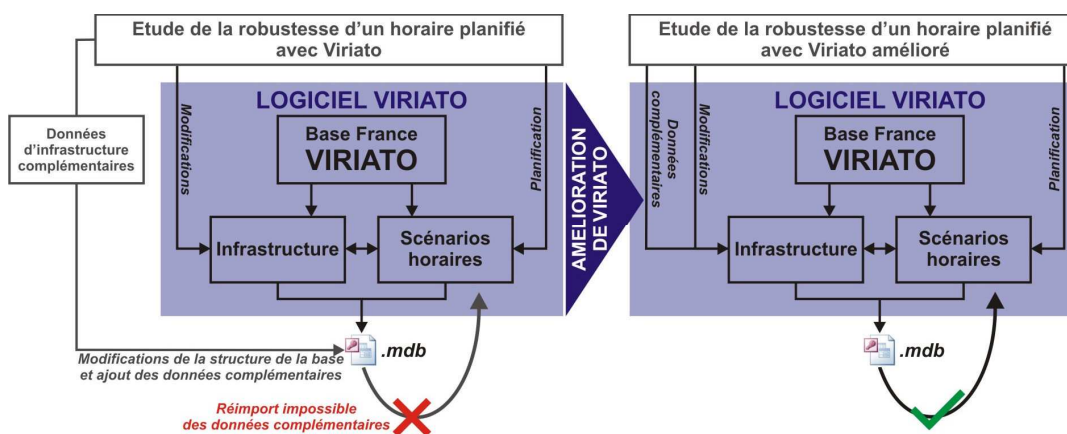 Etude de la robustesse d'un horaire planifié
avec Viriato
Données
d'infrastructure
complémentaires
LOGICIEL VIRIATO
Modifications
Base France
VIRIATO
Planification
Infrastructure
Scénarios
horaires
.mdb
Modifications de la structure de la base
et ajout des données complémentaires
Réimport impossible
des données complémentaires
AMELIORATION
DE VIRIATO
Etude de la robustesse d'un horaire planifié
avec Viriato amélioré
LOGICIEL VIRIATO
Données
complémentaires
Modifications
Base France
VIRIATO
Planification
Infrastructure
Scénarios
horaires
.mdb